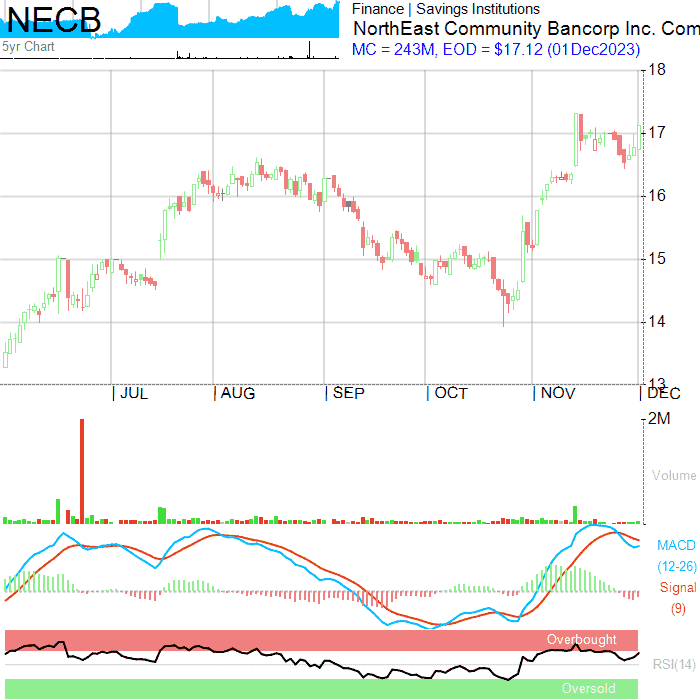 NECB
5yr Chart
Finance | Savings Institutions
NorthEast Community Bancorp Inc. Com
MC = 243M, EOD = $17.12 (01Dec2023)
18
17
16
15
14
13
JUL AUG SEP OCT NOV DEC
2M
Volume
MACD
(12-26)
Signal
(9)
Overbought
RSI(14)
Oversold